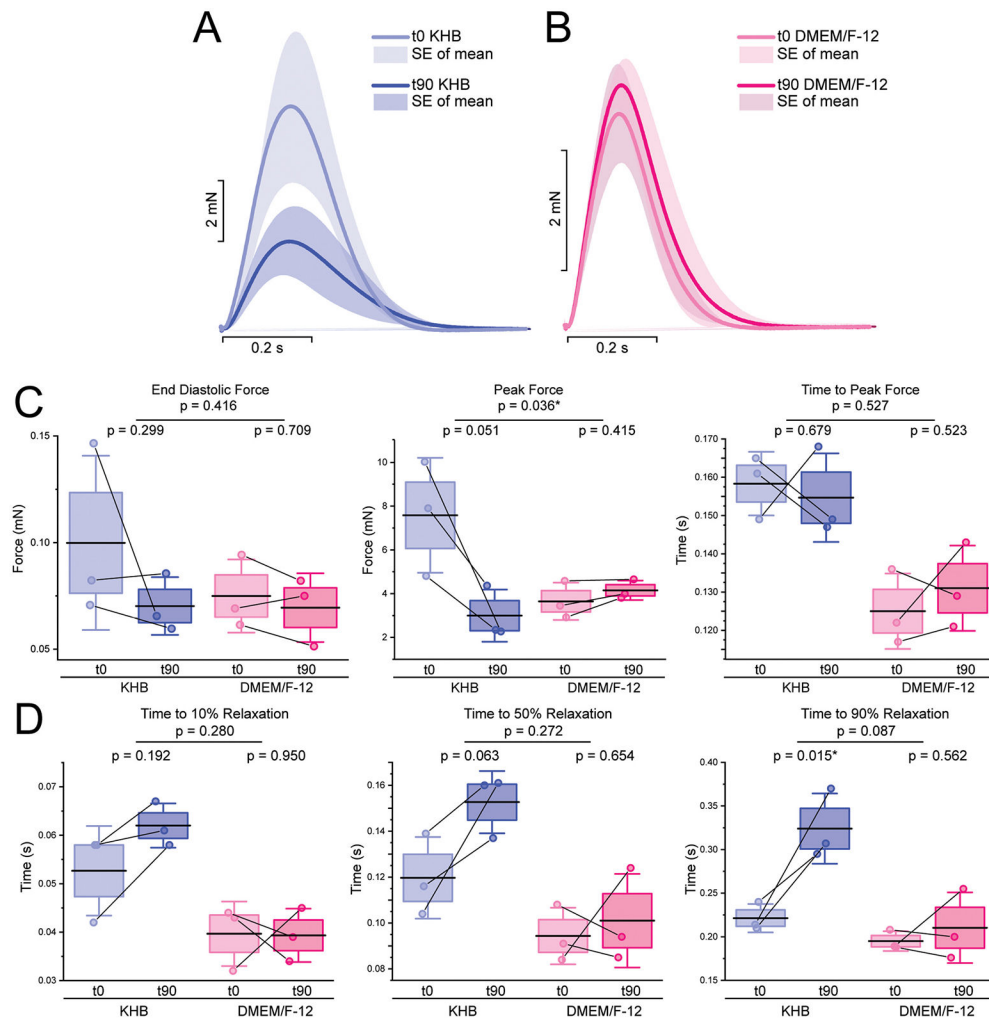 A
t0 KHB
SE of mean
t90 KHB
SE of mean
2 mN
0.2 s
B
t0 DMEM/F-12
SE of mean
t90 DMEM/F-12
SE of mean
2 mN
0.2 s
C
End Diastolic Force
p = 0.416
p = 0.299
p = 0.709
Force (mN)
0.15
0.10
0.05
t0
t90
t0
t90
KHB
DMEM/F-12
Peak Force
p = 0.036*
p = 0.051
p = 0.415
Force (mN)
10
8
6
4
2
t0
t90
t0
t90
KHB
DMEM/F-12
Time to Peak Force
p = 0.527
p = 0.679
p = 0.523
Time (s)
0.170
0.160
0.150
0.140
0.130
0.120
t0
t90
t0
t90
KHB
DMEM/F-12
D
Time to 10% Relaxation
p = 0.280
p = 0.192
p = 0.950
Time (s)
0.07
0.06
0.05
0.04
0.03
t0
t90
t0
t90
KHB
DMEM/F-12
Time to 50% Relaxation
p = 0.272
p = 0.063
p = 0.654
Time (s)
0.16
0.14
0.12
0.10
0.08
t0
t90
t0
t90
KHB
DMEM/F-12
Time to 90% Relaxation
p = 0.087
p = 0.015*
p = 0.562
Time (s)
0.40
0.35
0.30
0.25
0.20
0.15
t0
t90
t0
t90
KHB
DMEM/F-12